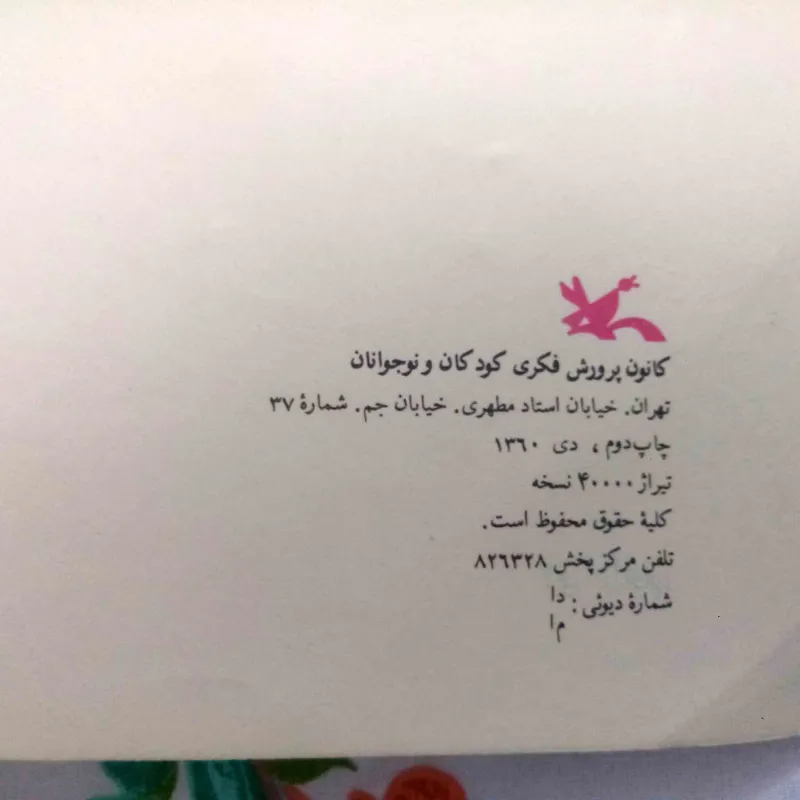 کانون پرورش فکری کودکان و نوجوانان
تهران. خیابان استاد مطهری. خیابان جم. شمارهٔ ۳۷
چاپ دوم، دی ۱۳۶۰
تیراژ ۴۰۰۰۰ نسخه
کلیهٔ حقوق محفوظ است.
تلفن مرکز پخش ۸۲۶۳۲۸
شمارهٔ دیوئی: دا
م‌ا